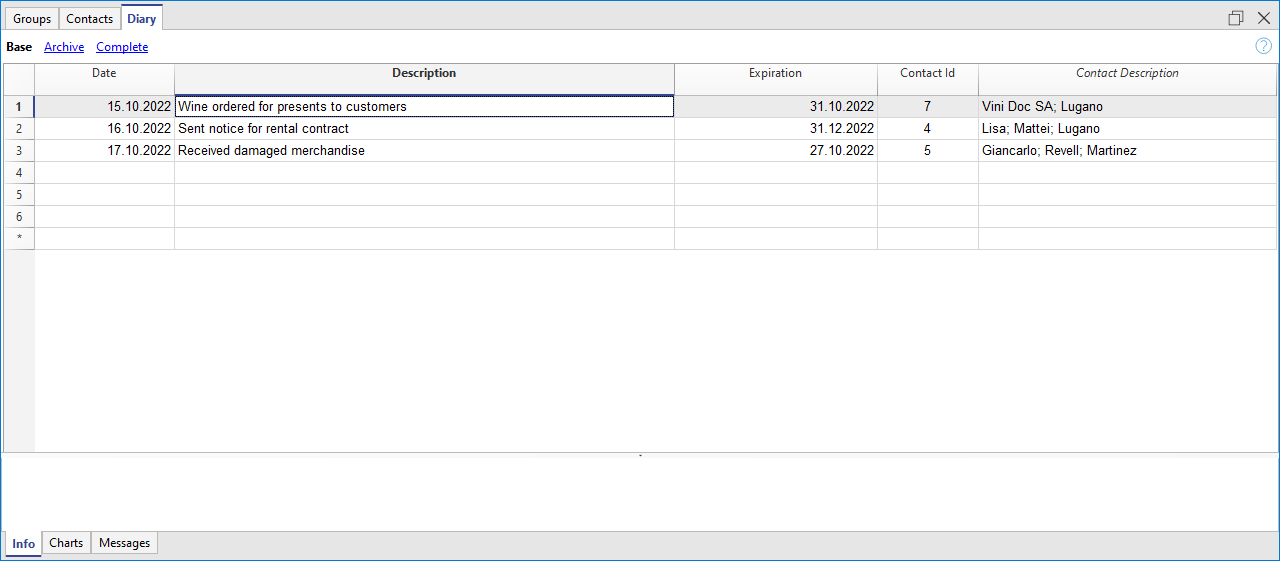 Groups Contacts Diary
Base Archive Complete
Date Description Expiration Contact Id Contact Description
1 15.10.2022 Wine ordered for presents to customers 31.10.2022 7 Vini Doc SA; Lugano
2 16.10.2022 Sent notice for rental contract 31.12.2022 4 Lisa; Mattei; Lugano
3 17.10.2022 Received damaged merchandise 27.10.2022 5 Giancarlo; Revell; Martinez
4
5
6
*
Info Charts Messages